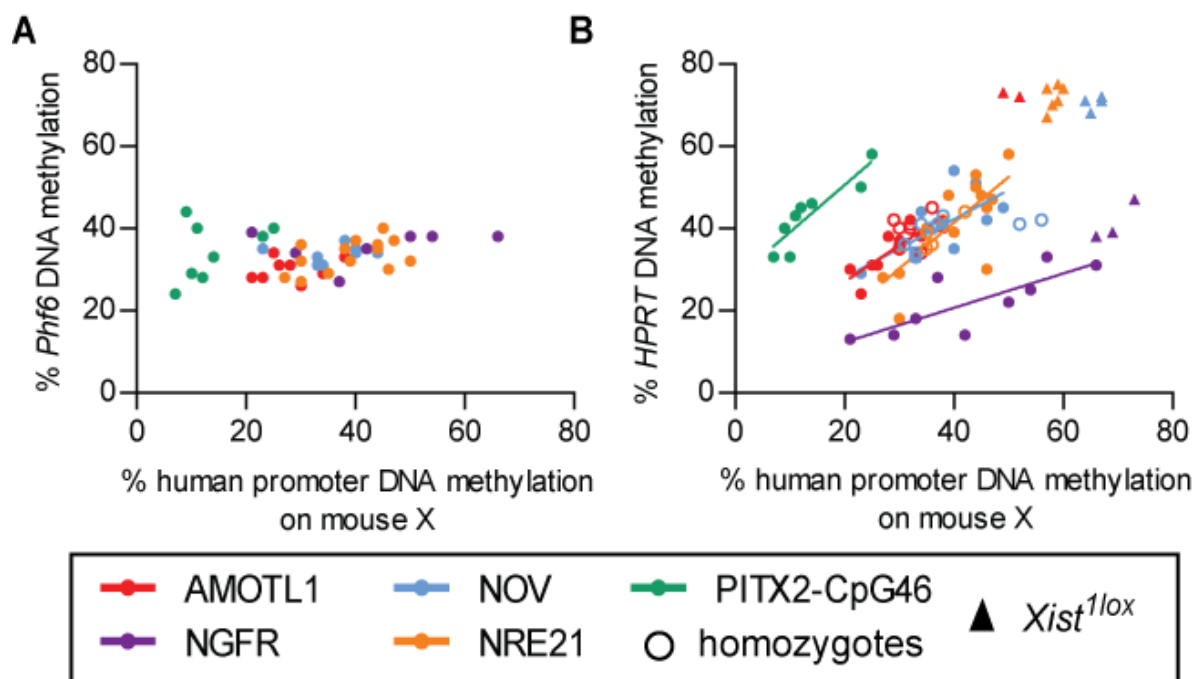 A
80
60
40
20
0
% Phf6 DNA methylation
0 20 40 60 80
% human promoter DNA methylation
on mouse X
B
80
60
40
20
0
% HPRT DNA methylation
0 20 40 60 80
% human promoter DNA methylation
on mouse X
AMOTL1 NOV PITX2-CpG46 Xist1lox
NGFR NRE21 homozygotes